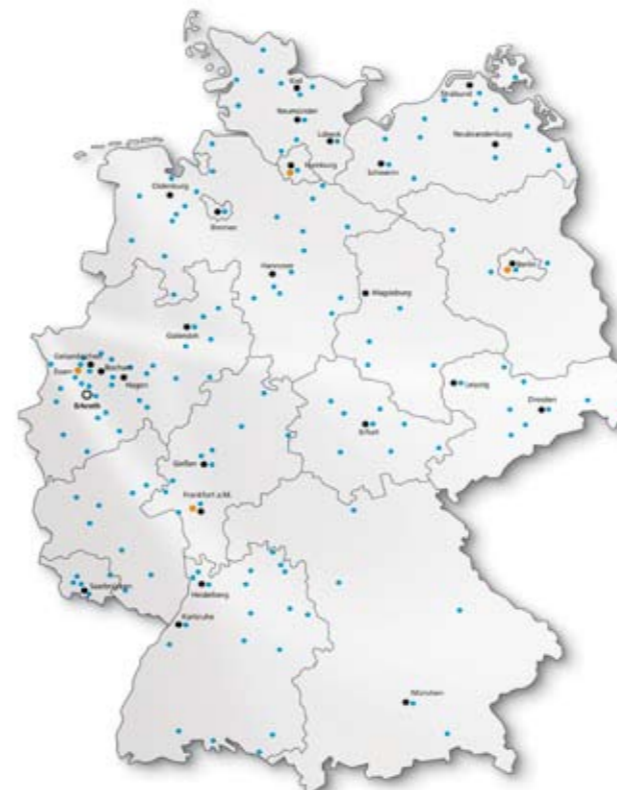 Kiel
Stralsund
Neumünster
Lübeck
Neubrandenburg
Hamburg
Schwerin
Oldenburg
Bremen
Berlin
Hannover
Magdeburg
Gütersloh
Gelsenkirchen
Bochum
Essen
Hagen
Erkrath
Leipzig
Dresden
Erfurt
Gießen
Frankfurt a.M.
Saarbrücken
Heidelberg
Karlsruhe
München